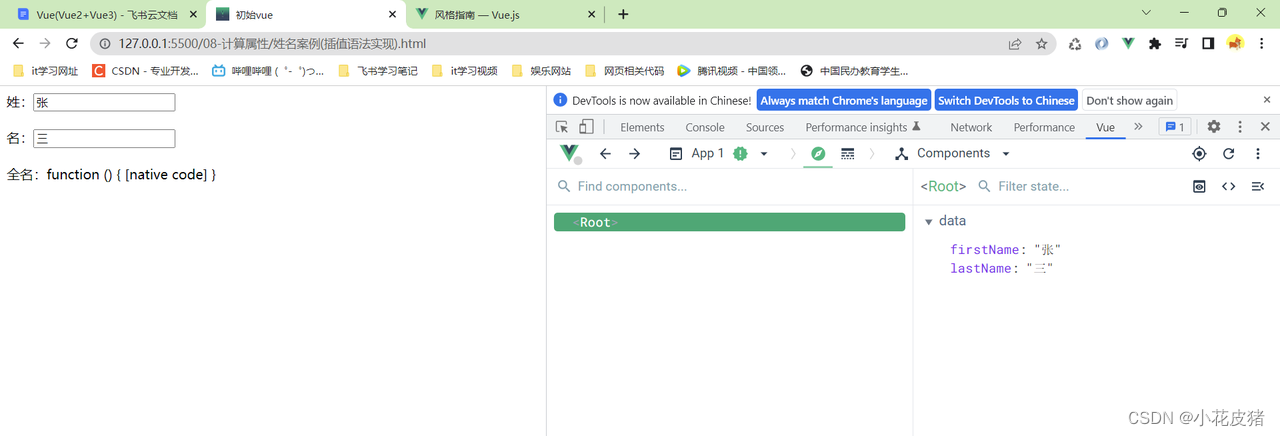 Vue(Vue2+Vue3) - 飞书云文档
初始vue
风格指南 — Vue.js
127.0.0.1:5500/08-计算属性/姓名案例(插值语法实现).html
it学习网址
CSDN - 专业开发...
哔哩哔哩 (゜-゜)つ...
飞书学习笔记
it学习视频
娱乐网站
网页相关代码
腾讯视频 - 中国领...
中国民办教育学生...
姓：张
名：三
全名：function () { [native code] }
DevTools is now available in Chinese! Always match Chrome's language Switch DevTools to Chinese Don't show again
Elements Console Sources Performance insights Network Performance Vue 1
App 1 Components
Find components...
<Root> Filter state...
<Root>
data
firstName: "张"
lastName: "三"
CSDN @小花皮猪